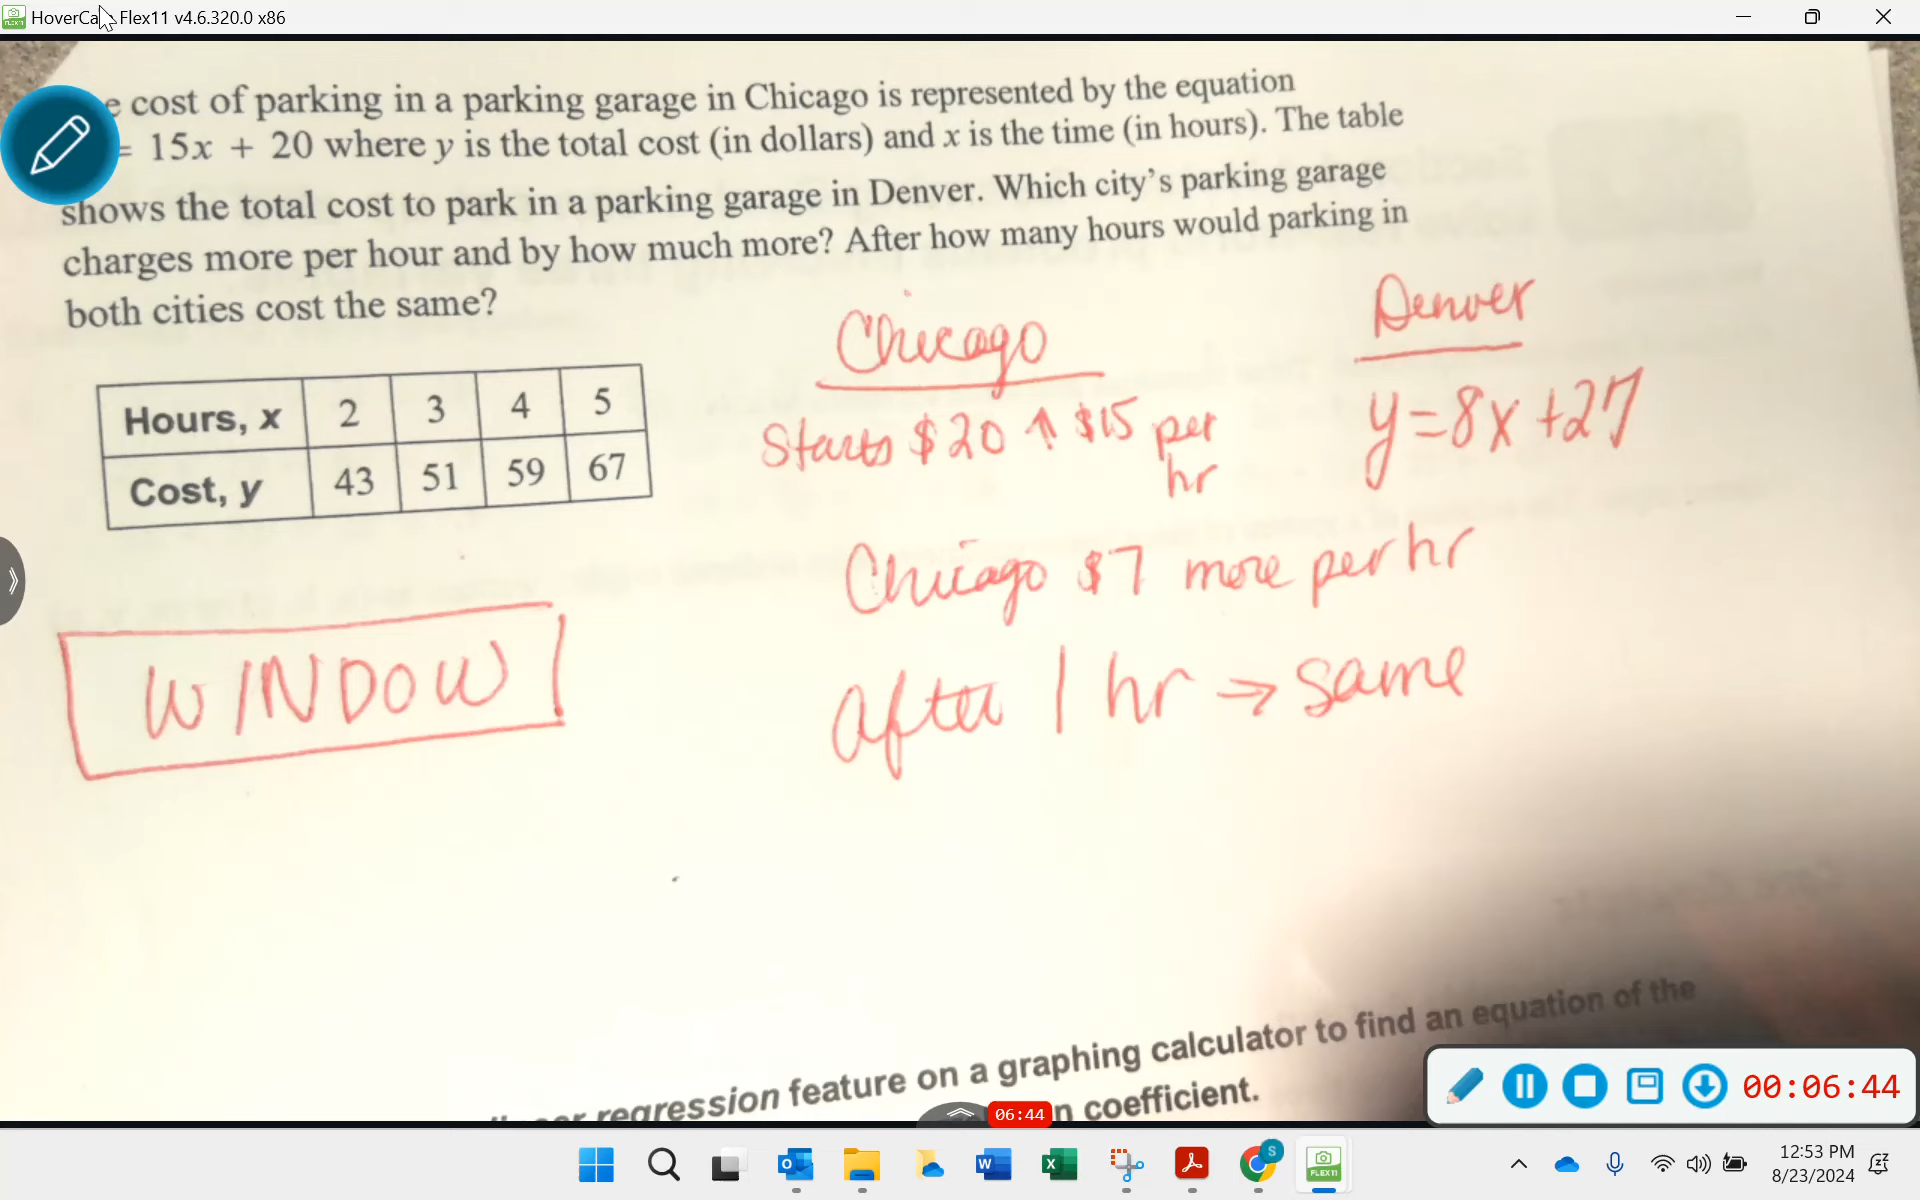 HoverCa Flex11 v4.6.320.0 x86
e cost of parking in a parking garage in Chicago is represented by the equation
= 15x + 20 where y is the total cost (in dollars) and x is the time (in hours). The table
shows the total cost to park in a parking garage in Denver. Which city's parking garage
charges more per hour and by how much more? After how many hours would parking in
both cities cost the same?
Hours, x 2 3 4 5
Cost, y 43 51 59 67
Chicago
Starts $20 ↑ $15 per
hr
Denver
y=8x+27
Chicago $7 more per hr
after 1 hr → same
WINDOW
regression feature on a graphing calculator to find an equation of the
n coefficient.
06:44
00:06:44
FLEX11
12:53 PM
8/23/2024